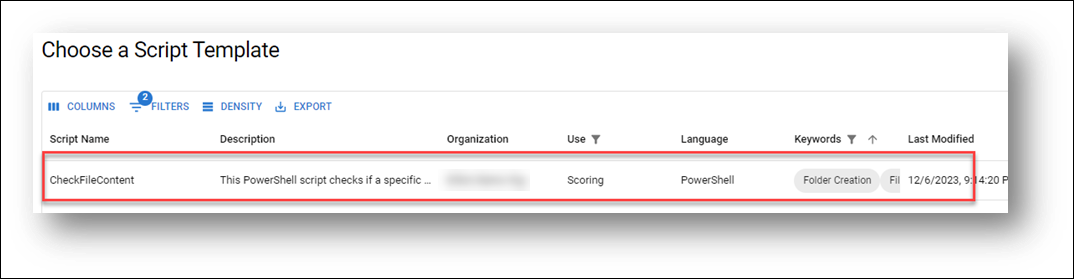 Choose a Script Template
COLUMNS 2 FILTERS DENSITY EXPORT
Script Name Description Organization Use Language Keywords Last Modified
CheckFileContent This PowerShell script checks if a specific ... Scoring PowerShell Folder Creation Fil 12/6/2023, 9:14:20 P